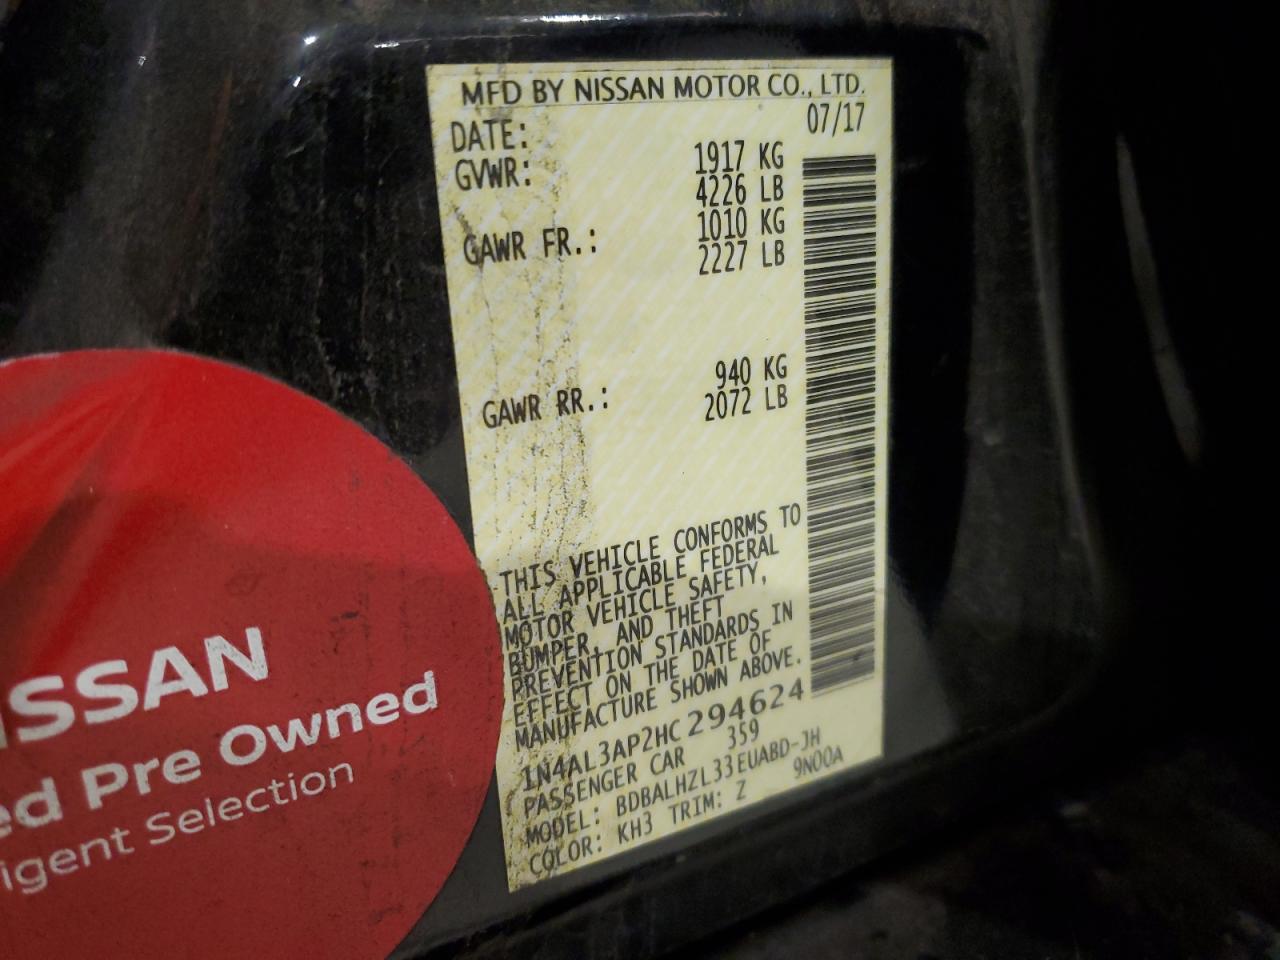 MFD BY NISSAN MOTOR CO., LTD.
DATE: 07/17
GVWR: 1917 KG
4226 LB
GAWR FR.: 1010 KG
2227 LB
GAWR RR.: 940 KG
2072 LB
THIS VEHICLE CONFORMS TO
ALL APPLICABLE FEDERAL
MOTOR VEHICLE SAFETY,
BUMPER, AND THEFT
PREVENTION STANDARDS IN
EFFECT ON THE DATE OF
MANUFACTURE SHOWN ABOVE.
1N4AL3AP2HC294624
PASSENGER CAR 359
MODEL: BDBALHZL33EUABD-JH
COLOR: KH3 TRIM: Z 9N00A
ISSAN
ed Pre Owned
igent Selection